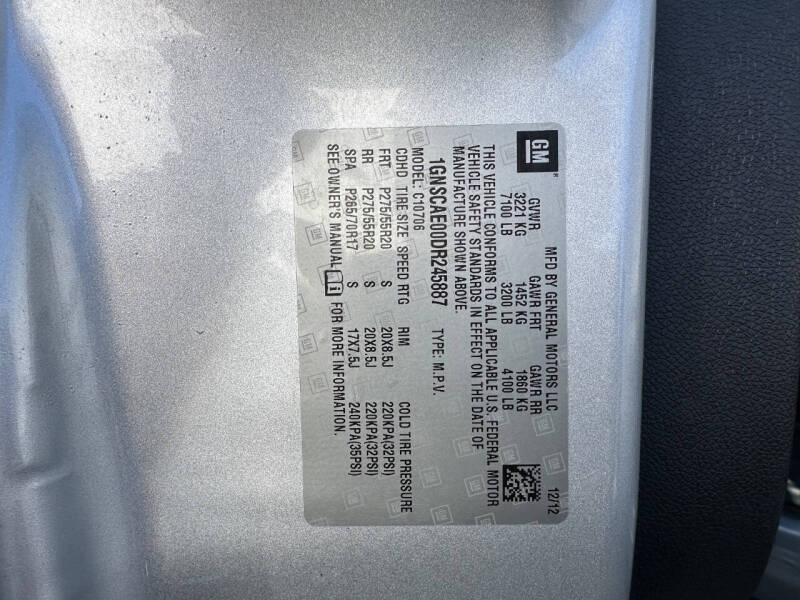 GM
MFD BY GENERAL MOTORS LLC 12/12
GVWR GAWR FRT GAWR RR
3221 KG 1452 KG 1860 KG
7100 LB 3200 LB 4100 LB
THIS VEHICLE CONFORMS TO ALL APPLICABLE U.S. FEDERAL MOTOR
VEHICLE SAFETY STANDARDS IN EFFECT ON THE DATE OF
MANUFACTURE SHOWN ABOVE.
1GNSCAE00DR245887 TYPE: M.P.V.
MODEL: C10706
CDHD TIRE SIZE SPEED RTG RIM COLD TIRE PRESSURE
FRT P275/55R20 S 20X8.5J 220KPA(32PSI)
RR P275/55R20 S 20X8.5J 220KPA(32PSI)
SPA P265/70R17 S 17X7.5J 240KPA(35PSI)
SEE OWNER'S MANUAL i FOR MORE INFORMATION.